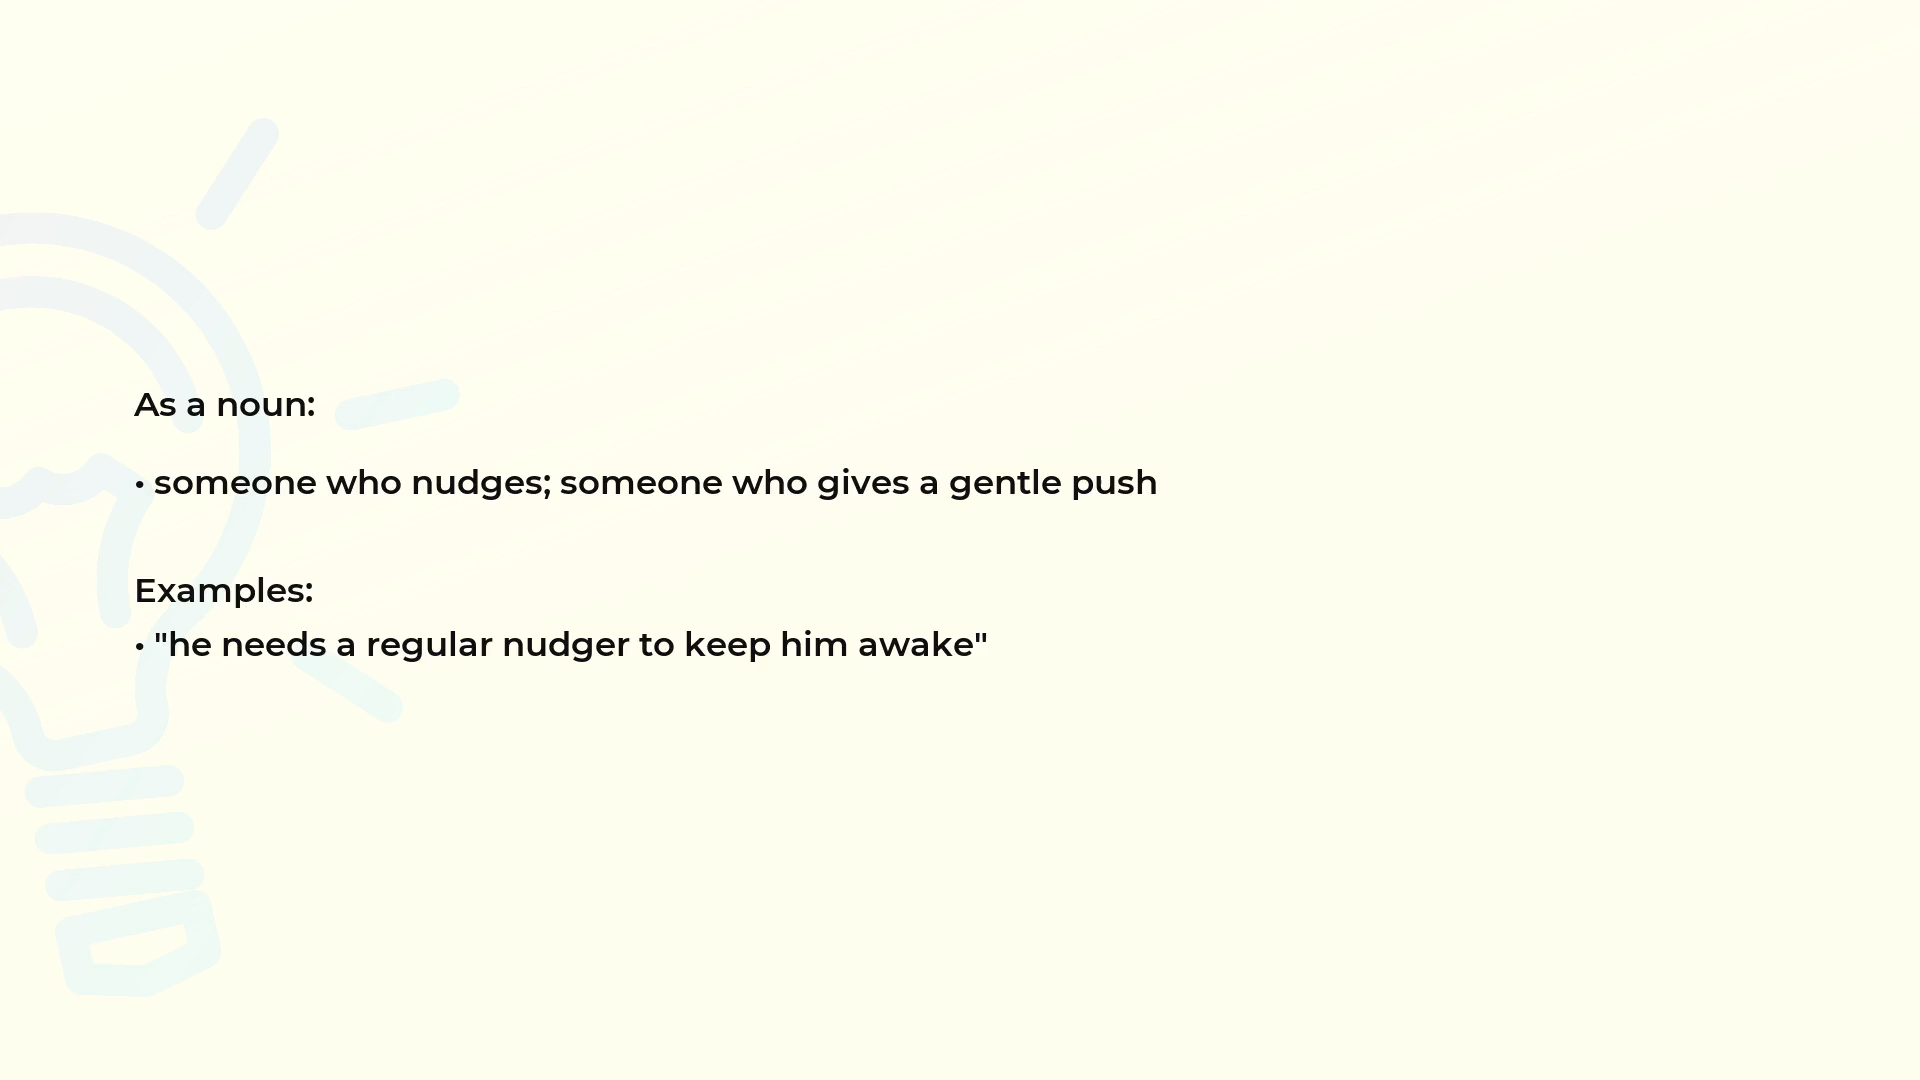 As a noun:
• someone who nudges; someone who gives a gentle push
Examples:
• "he needs a regular nudger to keep him awake"